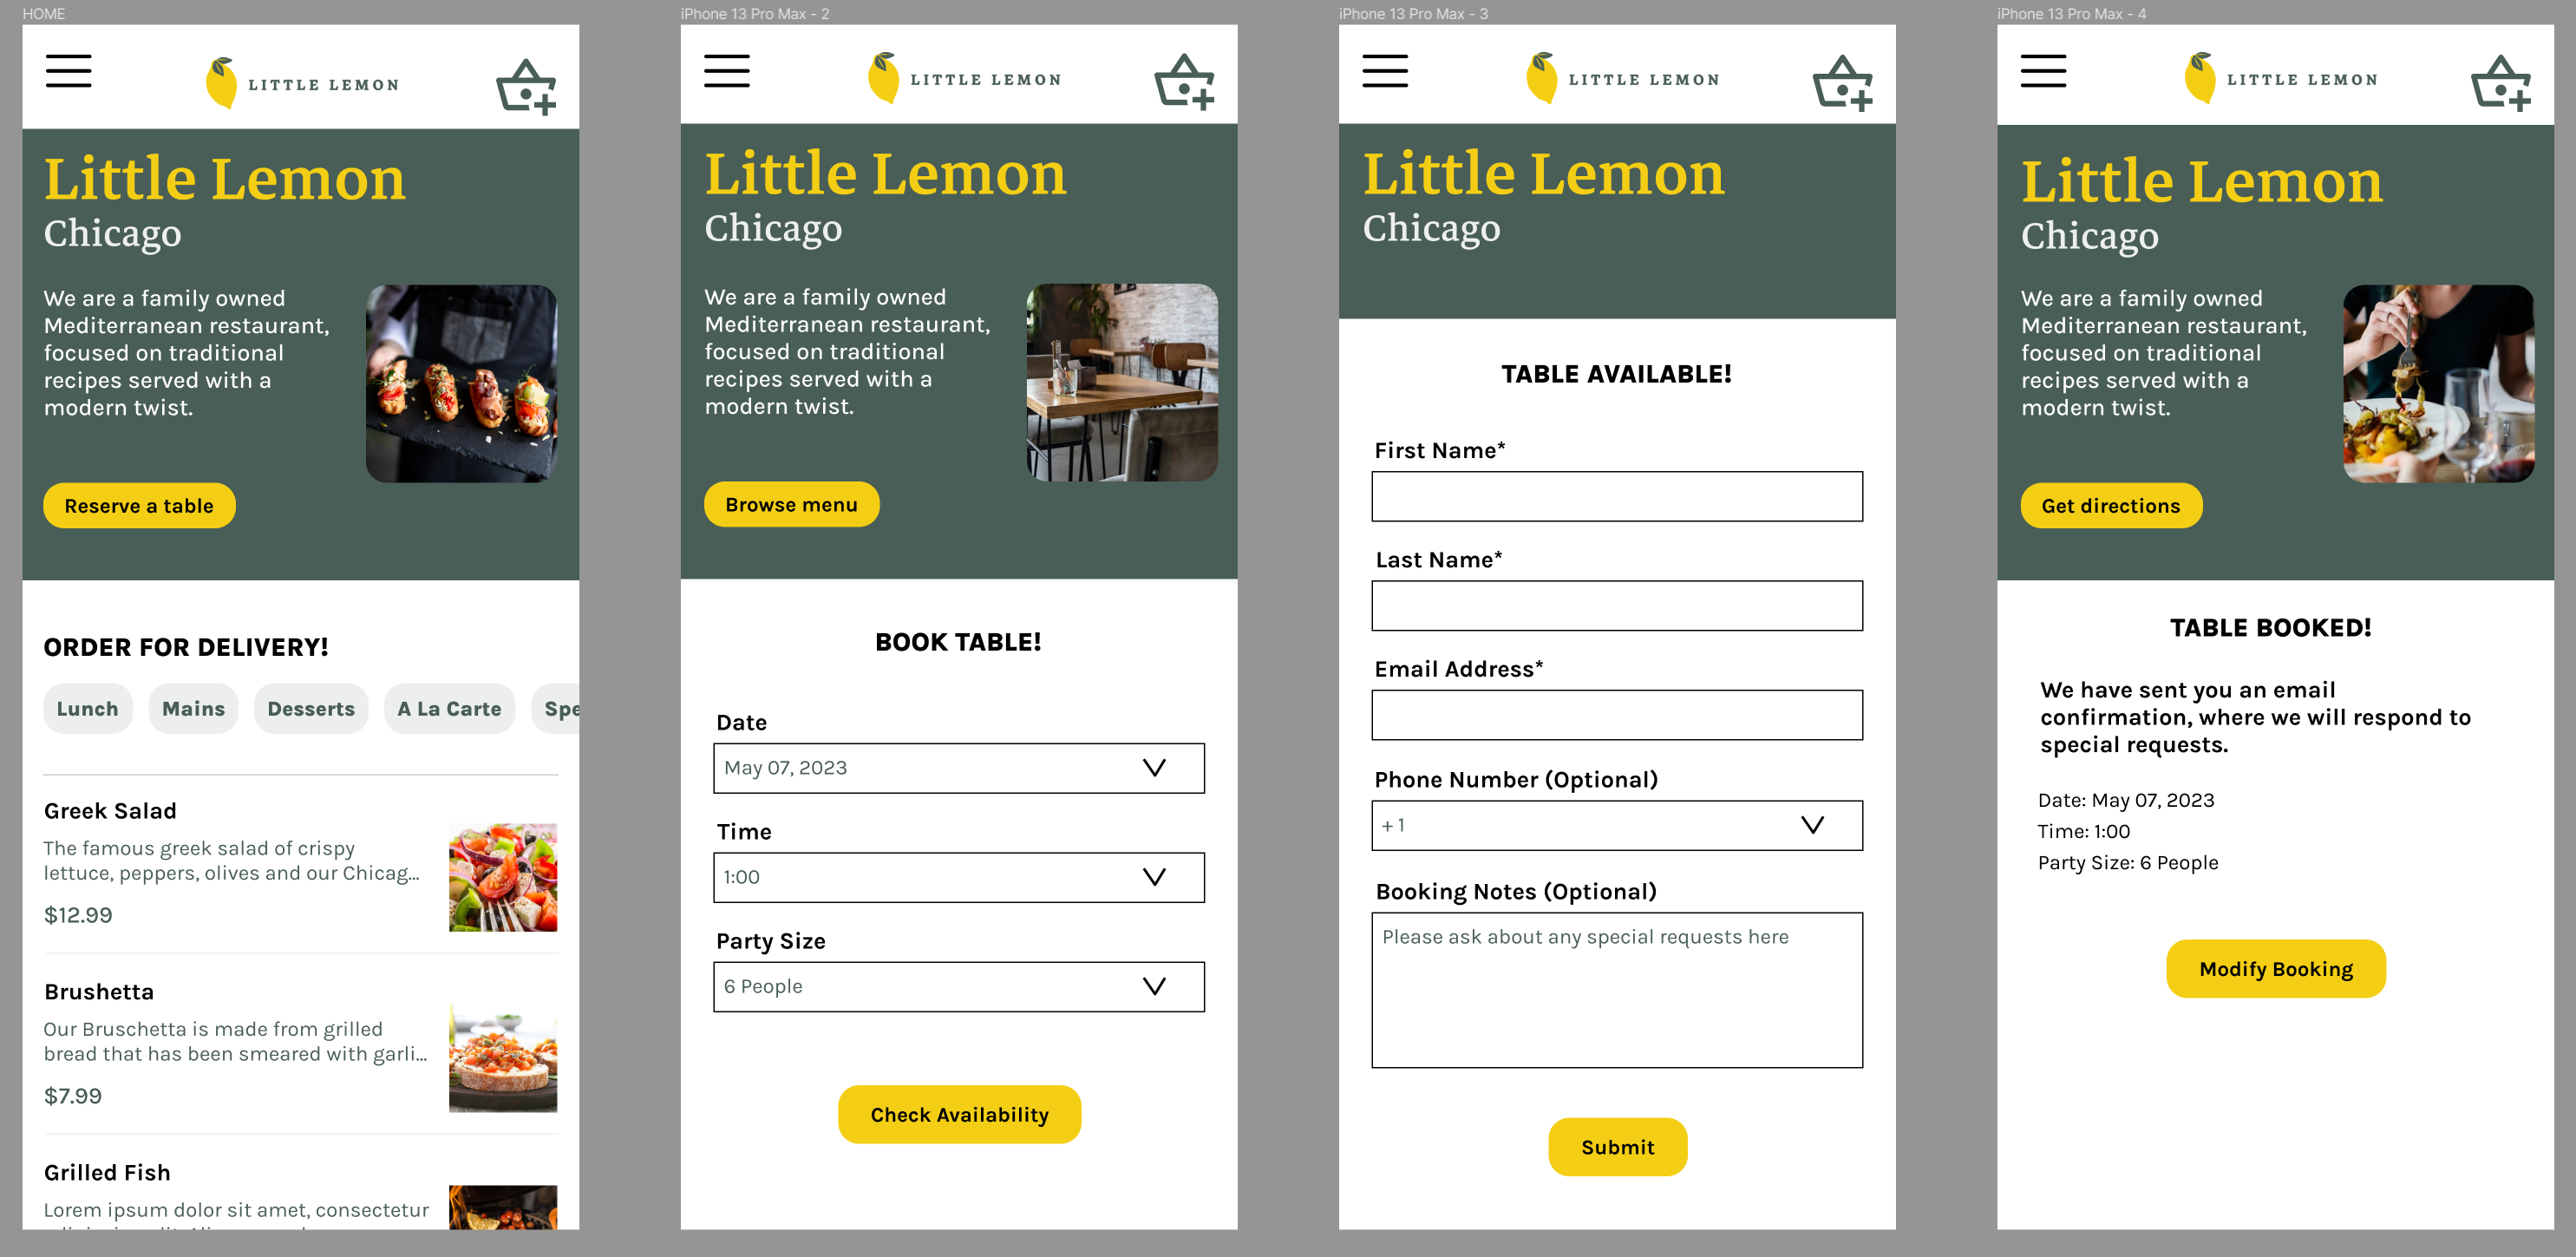 HOME
LITTLE LEMON
Little Lemon
Chicago
We are a family owned
Mediterranean restaurant,
focused on traditional
recipes served with a
modern twist.
Reserve a table
ORDER FOR DELIVERY!
Lunch
Mains
Desserts
A La Carte
Spe
Greek Salad
The famous greek salad of crispy
lettuce, peppers, olives and our Chicag...
$12.99
Brushetta
Our Bruschetta is made from grilled
bread that has been smeared with garli...
$7.99
Grilled Fish
Lorem ipsum dolor sit amet, consectetur
iPhone 13 Pro Max - 2
LITTLE LEMON
Little Lemon
Chicago
We are a family owned
Mediterranean restaurant,
focused on traditional
recipes served with a
modern twist.
Browse menu
BOOK TABLE!
Date
May 07, 2023
Time
1:00
Party Size
6 People
Check Availability
iPhone 13 Pro Max - 3
LITTLE LEMON
Little Lemon
Chicago
TABLE AVAILABLE!
First Name*
Last Name*
Email Address*
Phone Number (Optional)
+ 1
Booking Notes (Optional)
Please ask about any special requests here
Submit
iPhone 13 Pro Max - 4
LITTLE LEMON
Little Lemon
Chicago
We are a family owned
Mediterranean restaurant,
focused on traditional
recipes served with a
modern twist.
Get directions
TABLE BOOKED!
We have sent you an email
confirmation, where we will respond to
special requests.
Date: May 07, 2023
Time: 1:00
Party Size: 6 People
Modify Booking